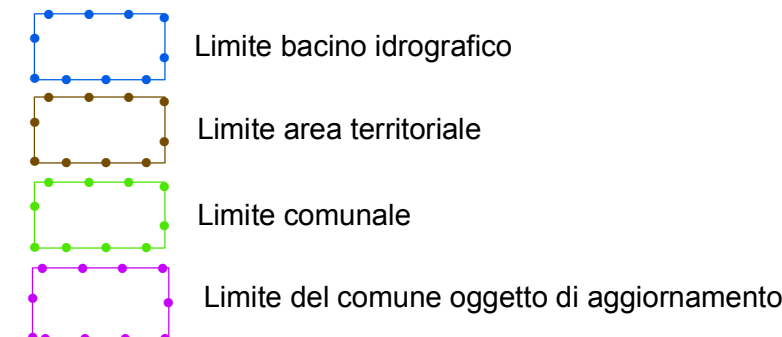 Limite bacino idrografico
Limite area territoriale
Limite comunale
Limite del comune oggetto di aggiornamento